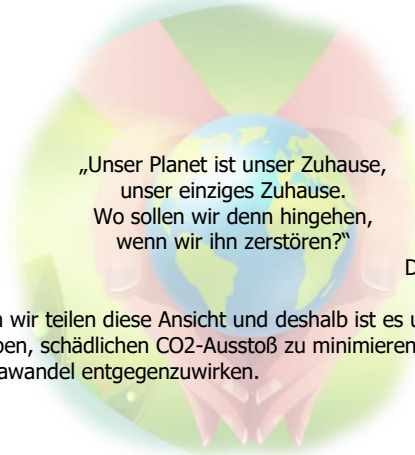 „Unser Planet ist unser Zuhause,
unser einziges Zuhause.
Wo sollen wir denn hingehen,
wenn wir ihn zerstören?“
wir teilen diese Ansicht und deshalb ist es
schädlichen CO2-Ausstoß zu minimieren
entgegenzuwirken.